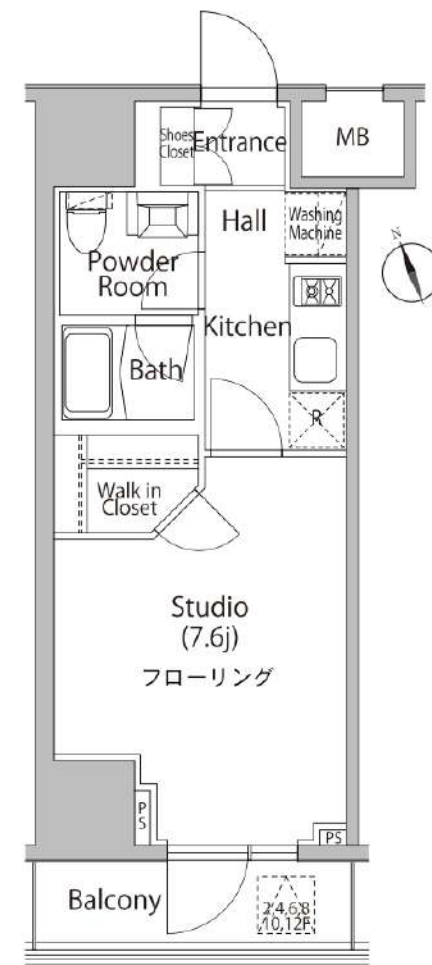 Shoes
Closet
Entrance
MB
Hall
Washing
Machine
N
Powder
Room
Kitchen
Bath
R
Walk in
Closet
Studio
(7.6j)
フローリング
P
S
PS
Balcony
2,4,6,8
10,12F